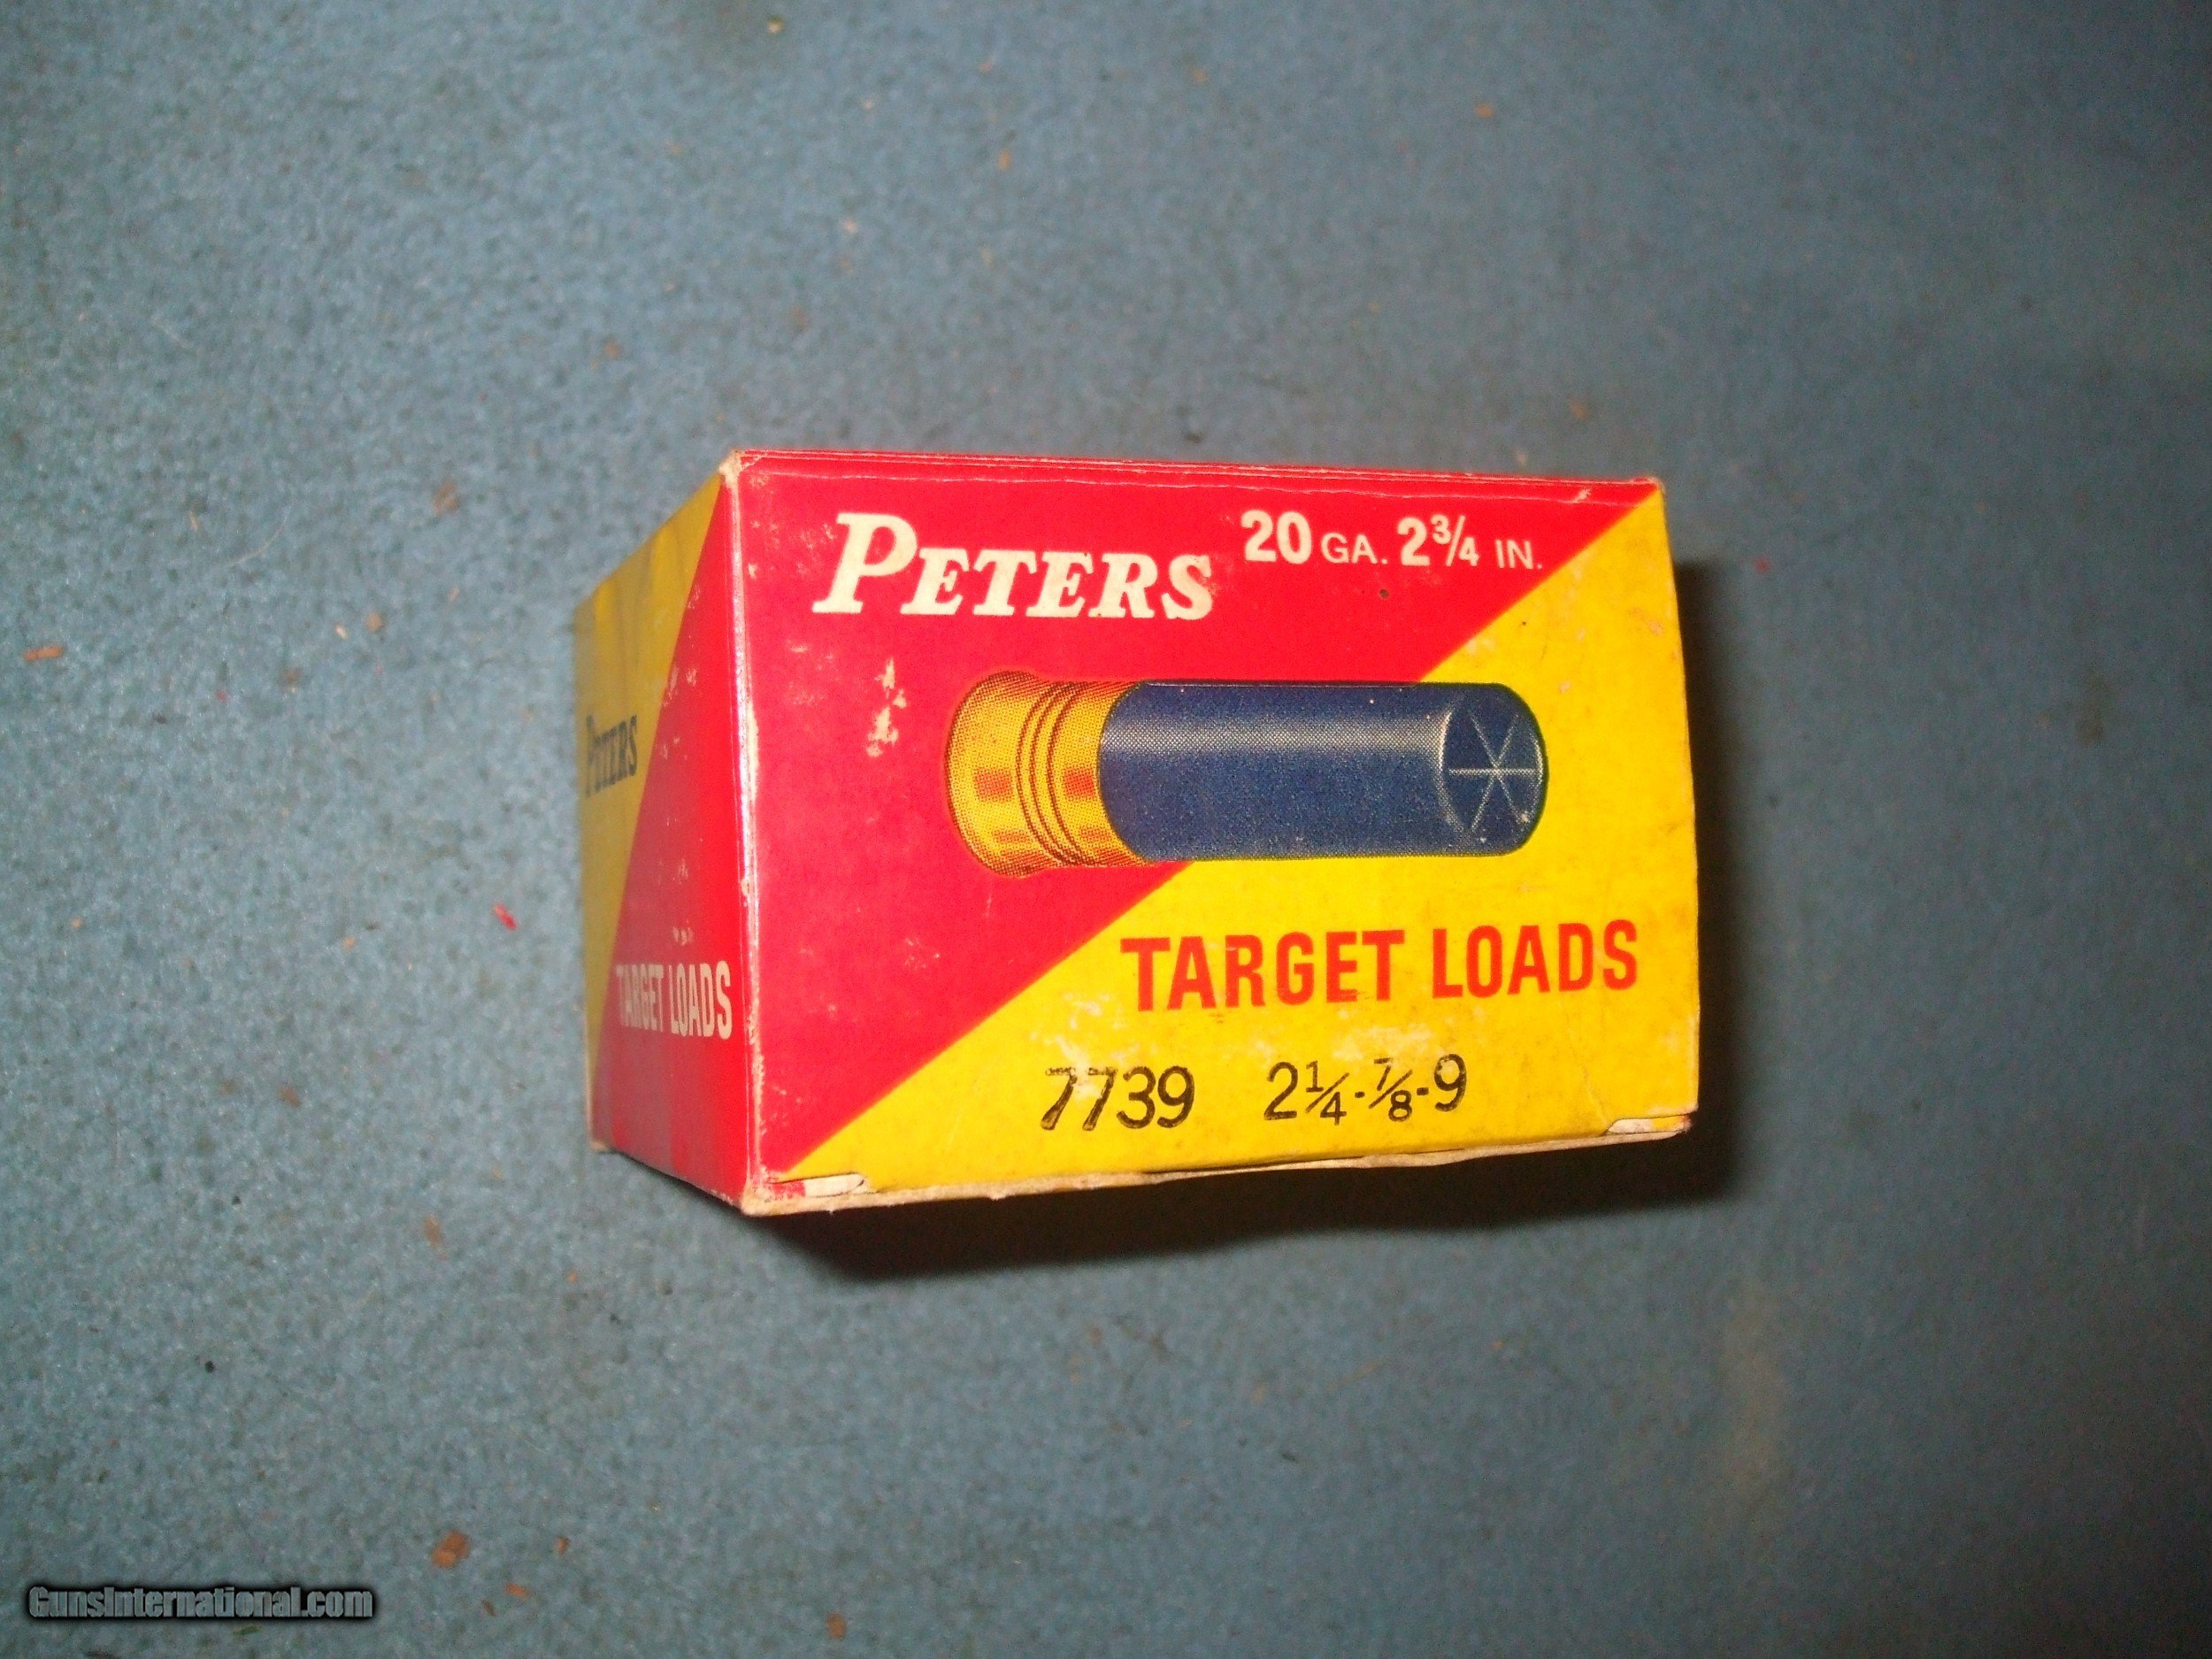 PETERS
20 GA. 2¾ IN.
TARGET LOADS
7739 2¼-⅞-9
PETERS
TARGET LOADS
GunsInternational.com